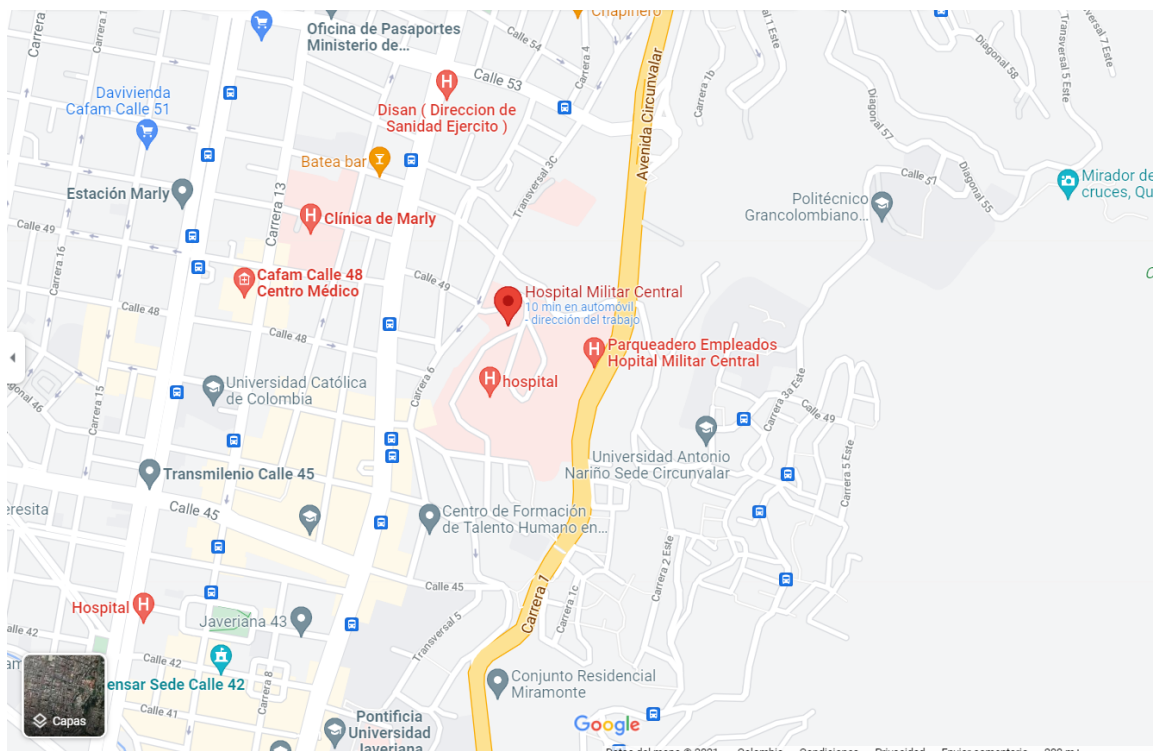 Chapinero
Oficina de Pasaportes
Ministerio de...
Calle 54
Carrera 4
Avenida Circunvalar
Carrera 1b
Diagonal 58
Transversal 5 Este
Calle 53
Davivienda
Cafam Calle 51
Disan ( Direccion de
Sanidad Ejercito )
Diagonal 57
Batea bar
Transversal 3C
Calle 57
Mirador de
cruces, Qu
Estación Marly
Carrera 13
Politécnico
Grancolombiano...
Diagonal 55
Clínica de Marly
Calle 49
Carrera 16
Cafam Calle 48
Centro Médico
Calle 49
Hospital Militar Central
10 min en automóvil
- dirección del trabajo
Calle 48
Calle 48
Parqueadero Empleados
Hopital Militar Central
Universidad Católica
de Colombia
hospital
Carrera 6
Carrera 15
Carrera 3a Este
Calle 49
Universidad Antonio
Nariño Sede Circunvalar
Carrera 5 Este
Transmilenio Calle 45
Calle 45
Centro de Formación
de Talento Humano en...
Carrera 2 Este
Calle 45
Carrera 1
Carrera 1c
Hospital
Javeriana 43
Transversal 5
Calle 42
Calle 42
ensar Sede Calle 42
Carrera 8
Conjunto Residencial
Miramonte
Calle 41
Capas
Pontificia
Universidad
Javeriana
Google